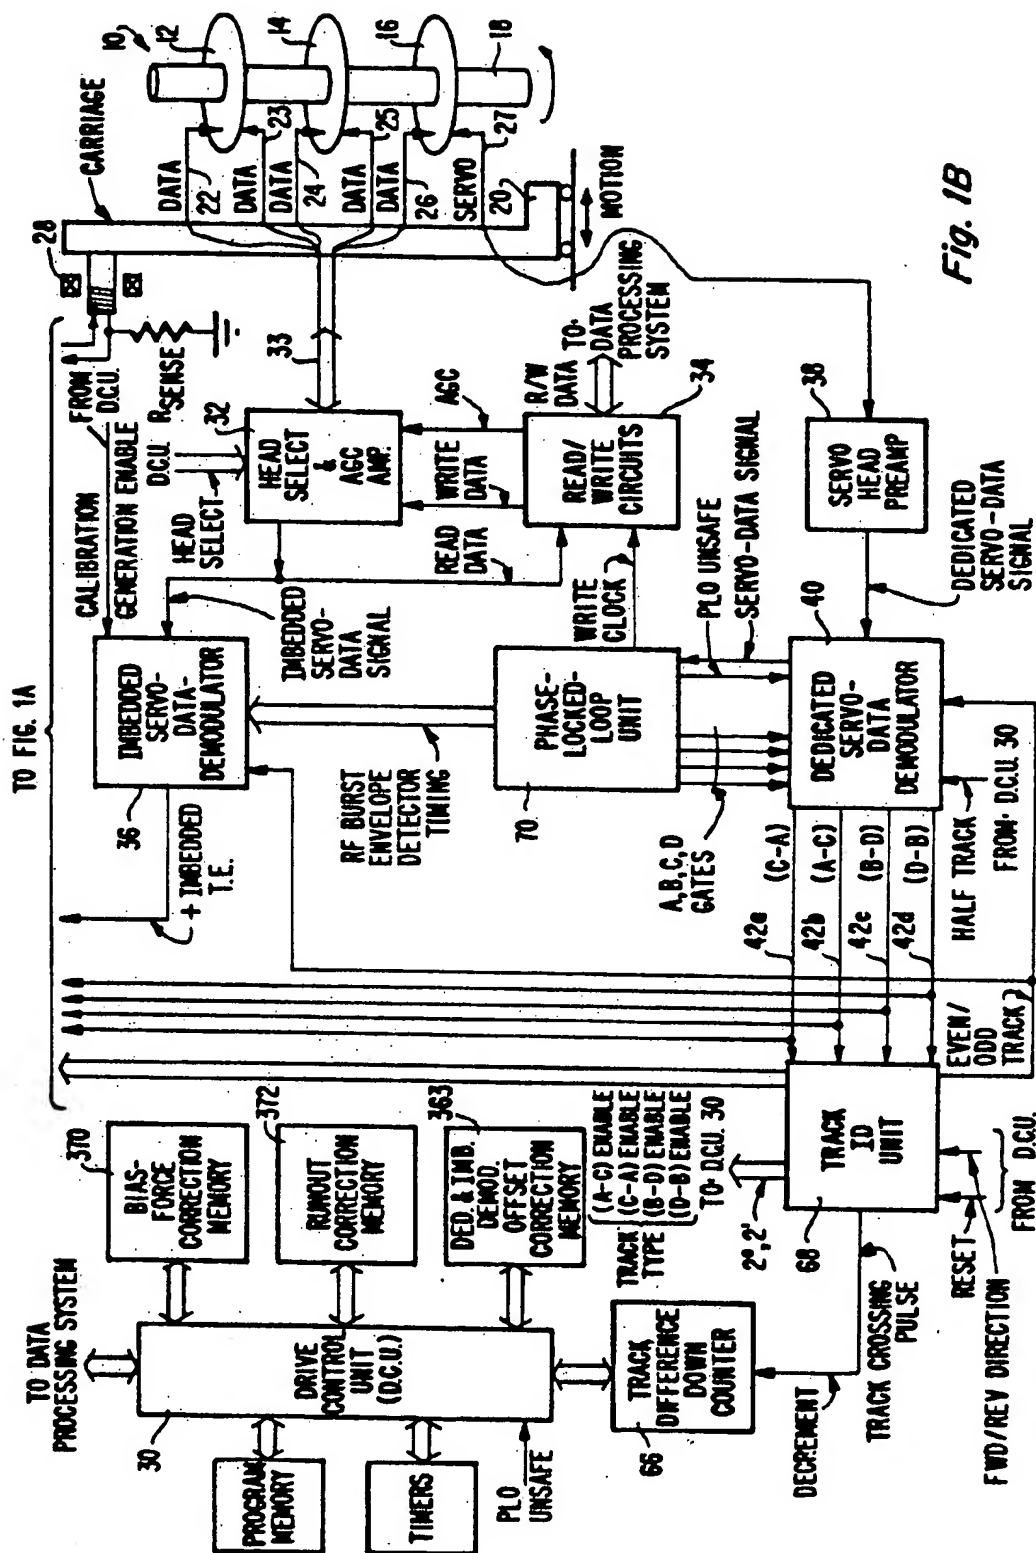 TO FIG. 1A
10
12
14
16
18
CARRIAGE
28
DATA
22
DATA
23
DATA
24
DATA
25
DATA
26
SERVO
27
20
MOTION
Fig. 1B
FROM
D.C.U.
RSENSE
CALIBRATION
GENERATION ENABLE
D.C.U.
HEAD
SELECT
32
HEAD
SELECT
&
AGC
AMP.
33
READ
DATA
WRITE
DATA
AGC
READ/
WRITE
CIRCUITS
34
R/W
DATA
TO:
DATA
PROCESSING
SYSTEM
IMBEDDED
SERVO-
DATA-
DEMODULATOR
36
IMBEDDED
SERVO-
DATA
SIGNAL
+ IMBEDDED
T.E.
RF BURST
ENVELOPE
DETECTOR
TIMING
PHASE-
LOCKED-
LOOP
UNIT
70
WRITE
CLOCK
PLO UNSAFE
SERVO-DATA SIGNAL
A,B,C,D
GATES
SERVO
HEAD
PREAMP
38
DEDICATED
SERVO-DATA
SIGNAL
DEDICATED
SERVO-
DATA
DEMODULATOR
40
(C-A)
(A-C)
(B-D)
(D-B)
42a
42b
42c
42d
HALF TRACK
FROM: D.C.U. 30
EVEN/
ODD
TRACK
TRACK
ID
UNIT
68
RESET
FWD/REV DIRECTION
FROM D.C.U.
2⁰, 2¹
TO: D.C.U. 30
TRACK
TYPE
(A-C) ENABLE
(C-A) ENABLE
(B-D) ENABLE
(D-B) ENABLE
TRACK CROSSING
PULSE
DECREMENT
TRACK
DIFFERENCE
DOWN
COUNTER
66
BIAS-
FORCE
CORRECTION
MEMORY
370
RUNOUT
CORRECTION
MEMORY
372
DED. & IMB.
DEMOD.
OFFSET
CORRECTION
MEMORY
363
TO DATA
PROCESSING SYSTEM
DRIVE
CONTROL
UNIT
(D.C.U.)
30
PROGRAM
MEMORY
TIMERS
PLO
UNSAFE